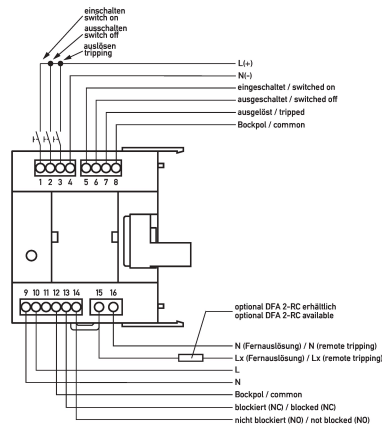 einschalten
switch on
ausschalten
switch off
auslösen
tripping
L(+)
N(-)
eingeschaltet / switched on
ausgeschaltet / switched off
ausgelöst / tripped
Bockpol / common
1 2 3 4 5 6 7 8
9 10 11 12 13 14 15 16
optional DFA 2-RC erhältlich
optional DFA 2-RC available
N (Fernauslösung) / N (remote tripping)
Lx (Fernauslösung) / Lx (remote tripping)
L
N
Bockpol / common
blockiert (NC) / blocked (NC)
nicht blockiert (NO) / not blocked (NO)